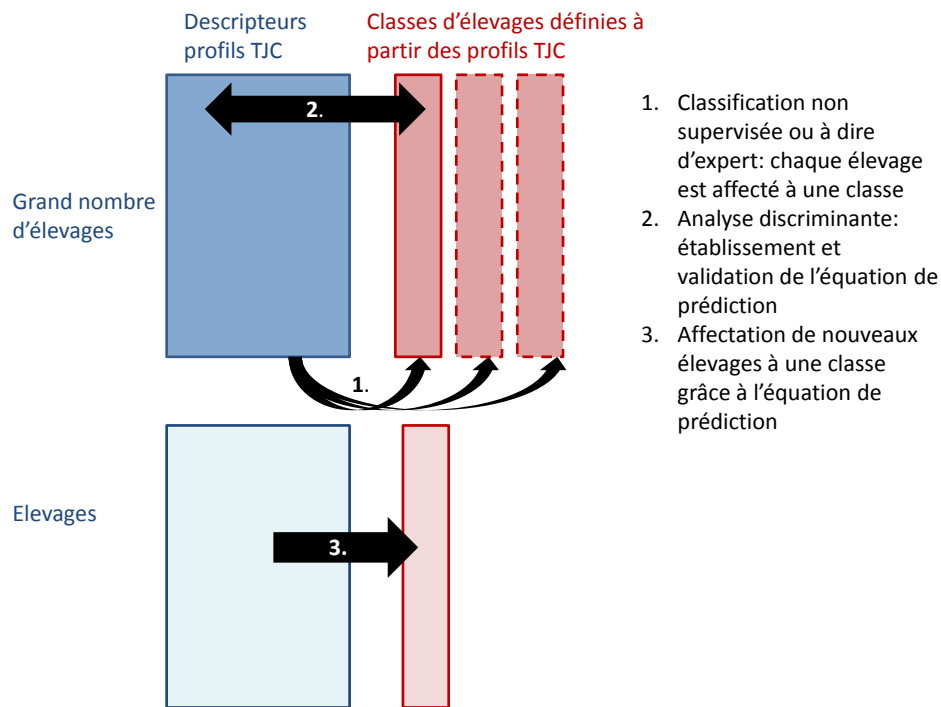 Descripteurs
profils TJC
Classes d’élevages définies à
partir des profils TJC
2.
Grand nombre
d’élevages
1.
Elevages
3.
1. Classification non
supervisée ou à dire
d’expert: chaque élevage
est affecté à une classe
2. Analyse discriminante:
établissement et
validation de l’équation de
prédiction
3. Affectation de nouveaux
élevages à une classe
grâce à l’équation de
prédiction